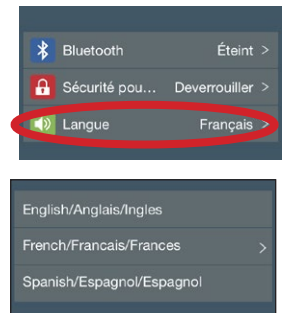 Bluetooth Éteint >
Sécurité pou... Deverrouiller >
Langue Français >
English/Anglais/Ingles
French/Francais/Frances >
Spanish/Espagnol/Espagnol